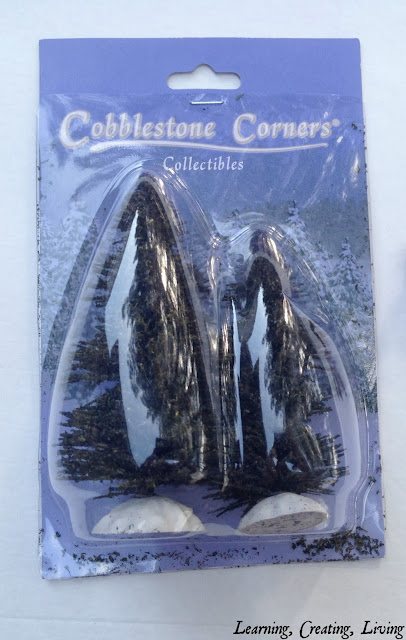 Cobblestone Corners®
Collectibles
Learning, Creating, Living